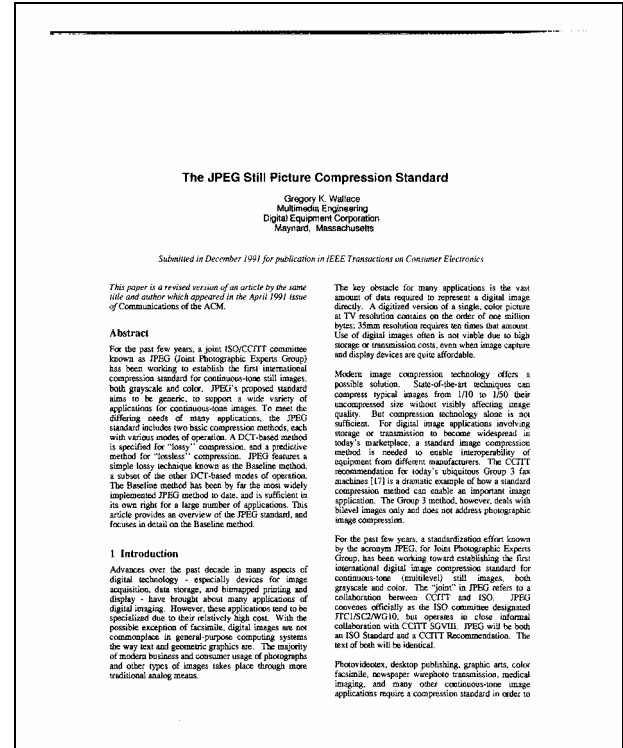 The JPEG Still Picture Compression Standard
Gregory K. Wallace
Multimedia Engineering
Digital Equipment Corporation
Maynard, Massachusetts
Submitted in December 1991 for publication in IEEE Transactions on Consumer Electronics
This paper is a revised version of an article by the same
title and author which appeared in the April 1991 issue
of Communications of the ACM.
Abstract
For the past few years, a joint ISO/CCITT committee
known as JPEG (Joint Photographic Experts Group)
has been working to establish the first international
compression standard for continuous-tone still images,
both grayscale and color. JPEG's proposed standard
aims to be generic, to support a wide variety of
applications for continuous-tone images. To meet the
differing needs of many applications, the JPEG
standard includes two basic compression methods, each
with various modes of operation. A DCT-based method
is specified for "lossy" compression, and a predictive
method for "lossless" compression. JPEG features a
simple lossy technique known as the Baseline method,
a subset of the other DCT-based modes of operation.
The Baseline method has been by far the most widely
implemented JPEG method to date, and is sufficient in
its own right for a large number of applications. This
article provides an overview of the JPEG standard, and
focuses in detail on the Baseline method.
1 Introduction
Advances over the past decade in many aspects of
digital technology - especially devices for image
acquisition, data storage, and bitmapped printing and
display - have brought about many applications of
digital imaging. However, these applications tend to be
specialized due to their relatively high cost. With the
possible exception of facsimile, digital images are not
commonplace in general-purpose computing systems
the way text and geometric graphics are. The majority
of modern business and consumer usage of photographs
and other types of images takes place through more
traditional analog means.
The key obstacle for many applications is the vast
amount of data required to represent a digital image
directly. A digitized version of a single, color picture
at TV resolution contains on the order of one million
bytes; 35mm resolution requires ten times that amount.
Use of digital images often is not viable due to high
storage or transmission costs, even when image capture
and display devices are quite affordable.
Modern image compression technology offers a
possible solution. State-of-the-art techniques can
compress typical images from 1/10 to 1/50 their
uncompressed size without visibly affecting image
quality. But compression technology alone is not
sufficient. For digital image applications involving
storage or transmission to become widespread in
today's marketplace, a standard image compression
method is needed to enable interoperability of
equipment from different manufacturers. The CCITT
recommendation for today's ubiquitous Group 3 fax
machines [17] is a dramatic example of how a standard
compression method can enable an important image
application. The Group 3 method, however, deals with
bilevel images only and does not address photographic
image compression.
For the past few years, a standardization effort known
by the acronym JPEG, for Joint Photographic Experts
Group, has been working toward establishing the first
international digital image compression standard for
continuous-tone (multilevel) still images, both
grayscale and color. The "joint" in JPEG refers to a
collaboration between CCITT and ISO. JPEG
convenes officially as the ISO committee designated
JTC1/SC2/WG10, but operates in close informal
collaboration with CCITT SGVIII. JPEG will be both
an ISO Standard and a CCITT Recommendation. The
text of both will be identical.
Photovideotex, desktop publishing, graphic arts, color
facsimile, newspaper wirephoto transmission, medical
imaging, and many other continuous-tone image
applications require a compression standard in order to